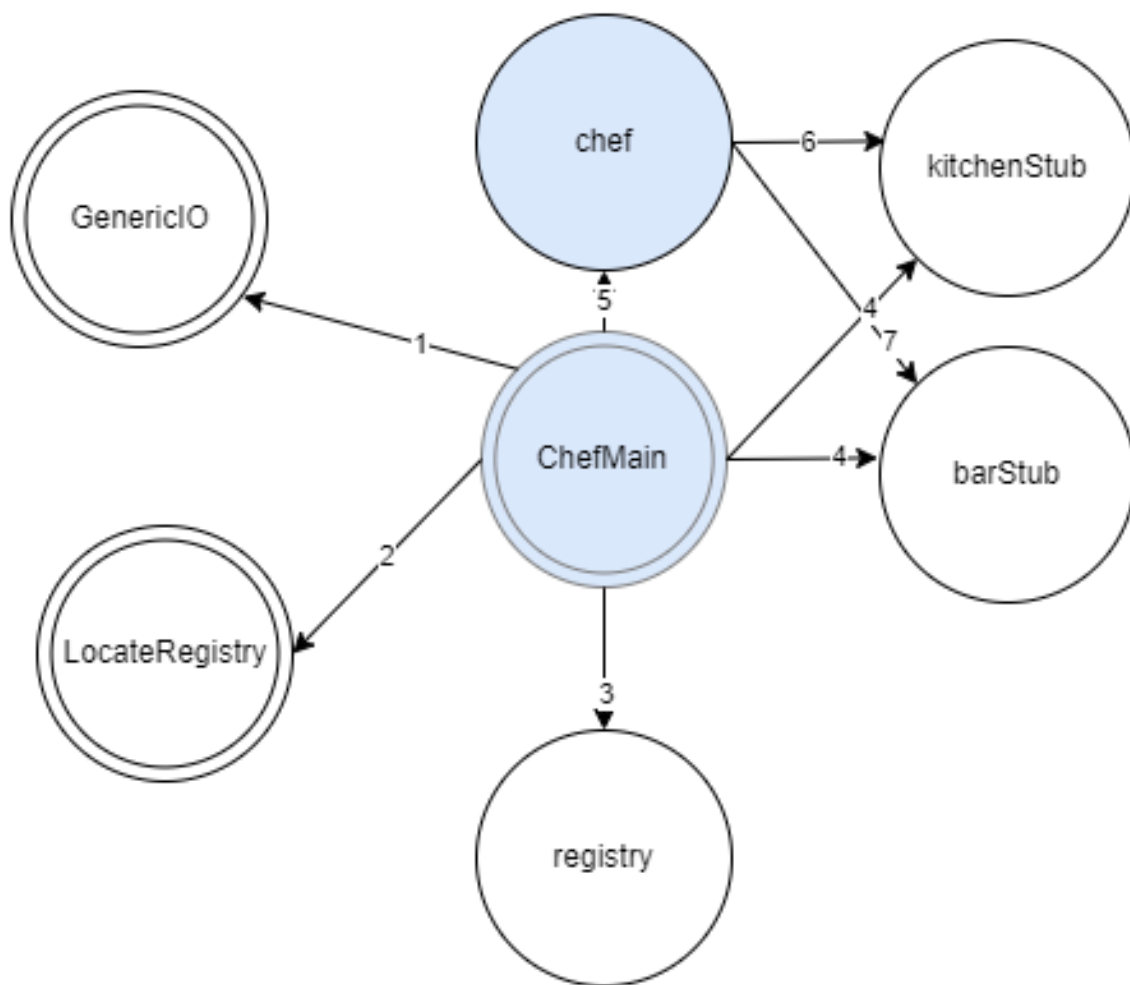 chef
6
kitchenStub
GenericIO
5
4
1
7
ChefMain
4
barStub
2
LocateRegistry
3
registry